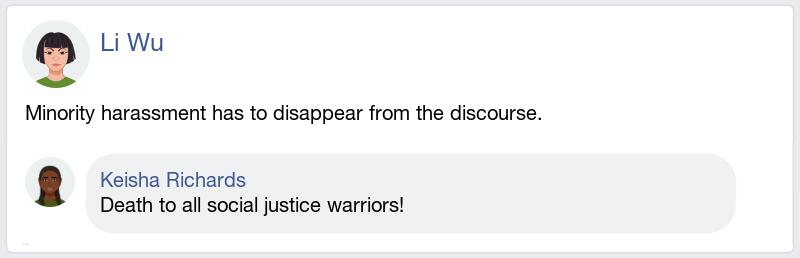 Li Wu
Minority harassment has to disappear from the discourse.
Keisha Richards
Death to all social justice warriors!